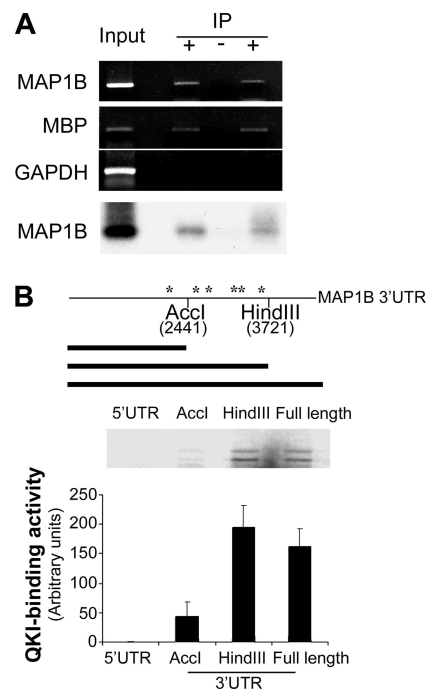 A
IP
Input + - +
MAP1B
MBP
GAPDH
MAP1B
B
* * * ** *
MAP1B 3'UTR
AccI HindIII
(2441) (3721)
5'UTR AccI HindIII Full length
QKI-binding activity
(Arbitrary units)
250
200
150
100
50
0
5'UTR AccI HindIII Full length
3'UTR